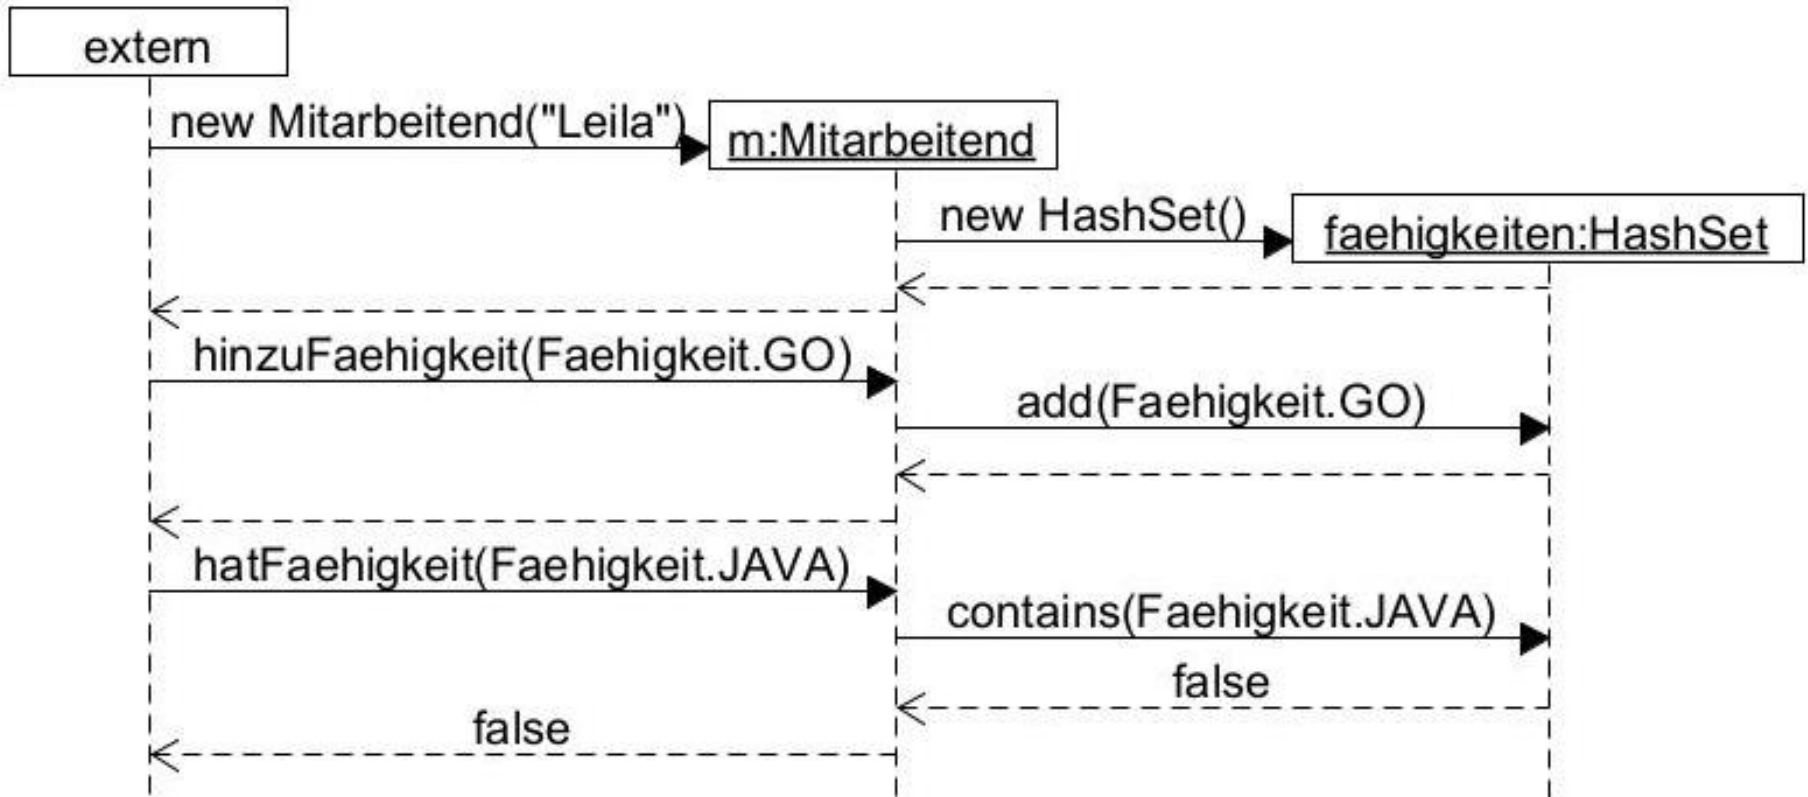 extern
new Mitarbeitend("Leila")
m:Mitarbeitend
new HashSet()
faehigkeiten:HashSet
hinzuFaehigkeit(Faehigkeit.GO)
add(Faehigkeit.GO)
hatFaehigkeit(Faehigkeit.JAVA)
contains(Faehigkeit.JAVA)
false
false